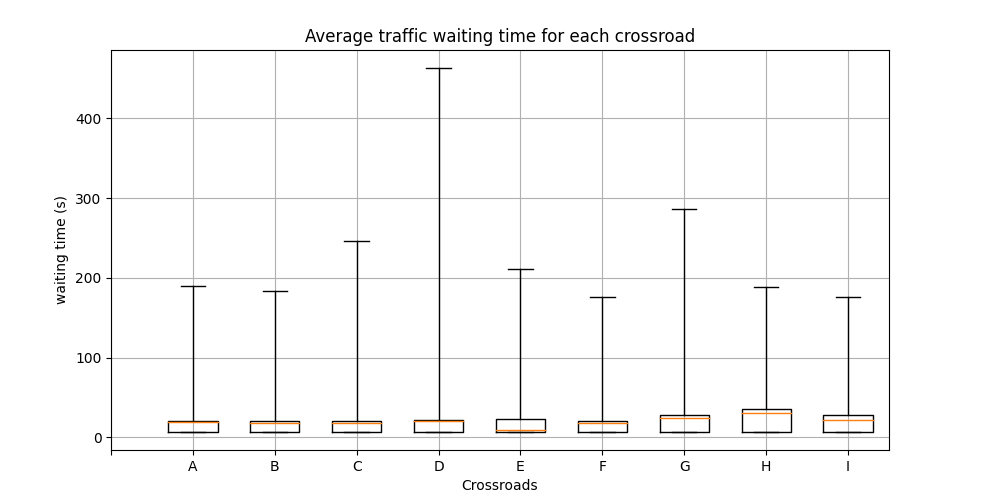 Average traffic waiting time for each crossroad
waiting time (s)
400
300
200
100
0
A B C D E F G H I
Crossroads